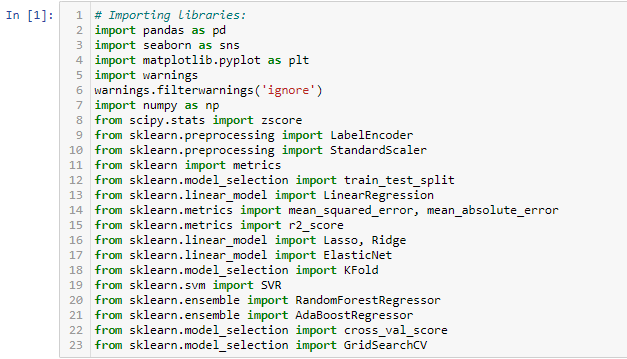 In [1]:
1 # Importing libraries:
2 import pandas as pd
3 import seaborn as sns
4 import matplotlib.pyplot as plt
5 import warnings
6 warnings.filterwarnings('ignore')
7 import numpy as np
8 from scipy.stats import zscore
9 from sklearn.preprocessing import LabelEncoder
10 from sklearn.preprocessing import StandardScaler
11 from sklearn import metrics
12 from sklearn.model_selection import train_test_split
13 from sklearn.linear_model import LinearRegression
14 from sklearn.metrics import mean_squared_error, mean_absolute_error
15 from sklearn.metrics import r2_score
16 from sklearn.linear_model import Lasso, Ridge
17 from sklearn.linear_model import ElasticNet
18 from sklearn.model_selection import KFold
19 from sklearn.svm import SVR
20 from sklearn.ensemble import RandomForestRegressor
21 from sklearn.ensemble import AdaBoostRegressor
22 from sklearn.model_selection import cross_val_score
23 from sklearn.model_selection import GridSearchCV